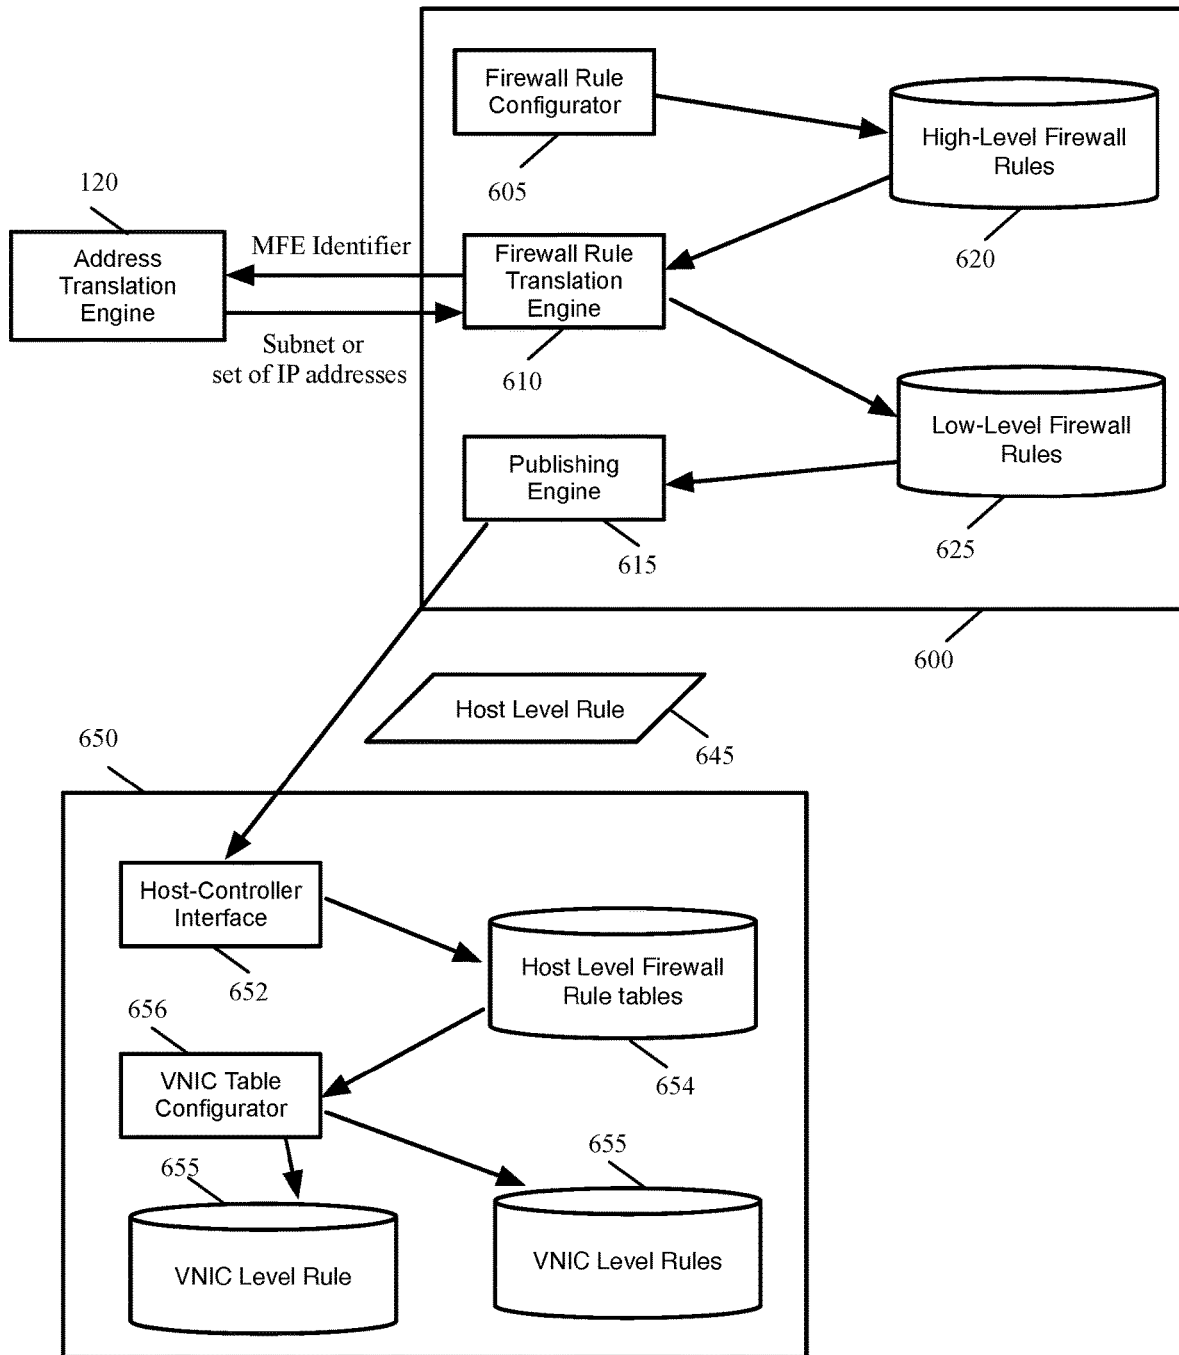 Firewall Rule
Configurator
605
High-Level Firewall
Rules
620
120
Address
Translation
Engine
MFE Identifier
Subnet or
set of IP addresses
Firewall Rule
Translation
Engine
610
Low-Level Firewall
Rules
625
Publishing
Engine
615
600
Host Level Rule
645
650
Host-Controller
Interface
652
Host Level Firewall
Rule tables
654
656
VNIC Table
Configurator
655
VNIC Level Rule
655
VNIC Level Rules